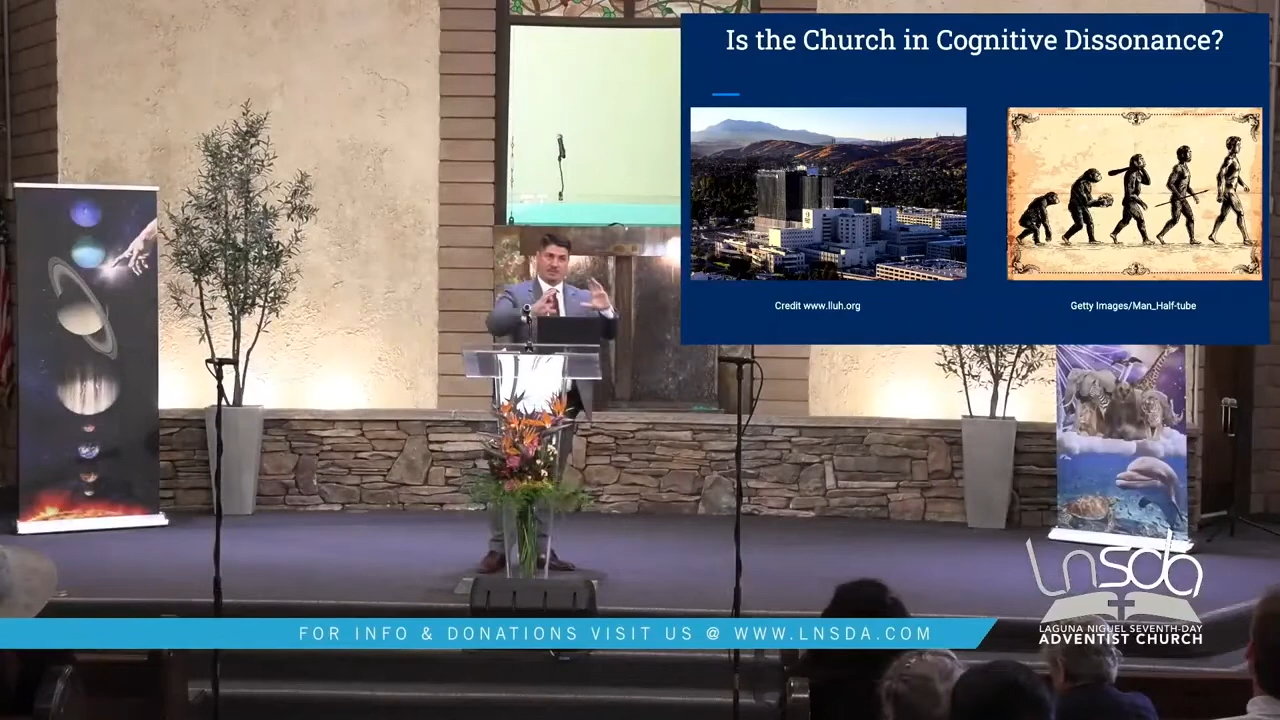 Is the Church in Cognitive Dissonance?
Credit www.lluh.org
Getty Images/Man_Half-tube
FOR INFO & DONATIONS VISIT US @ WWW.LNSDA.COM
Lnsda
LAGUNA NIGUEL SEVENTH-DAY
ADVENTIST CHURCH